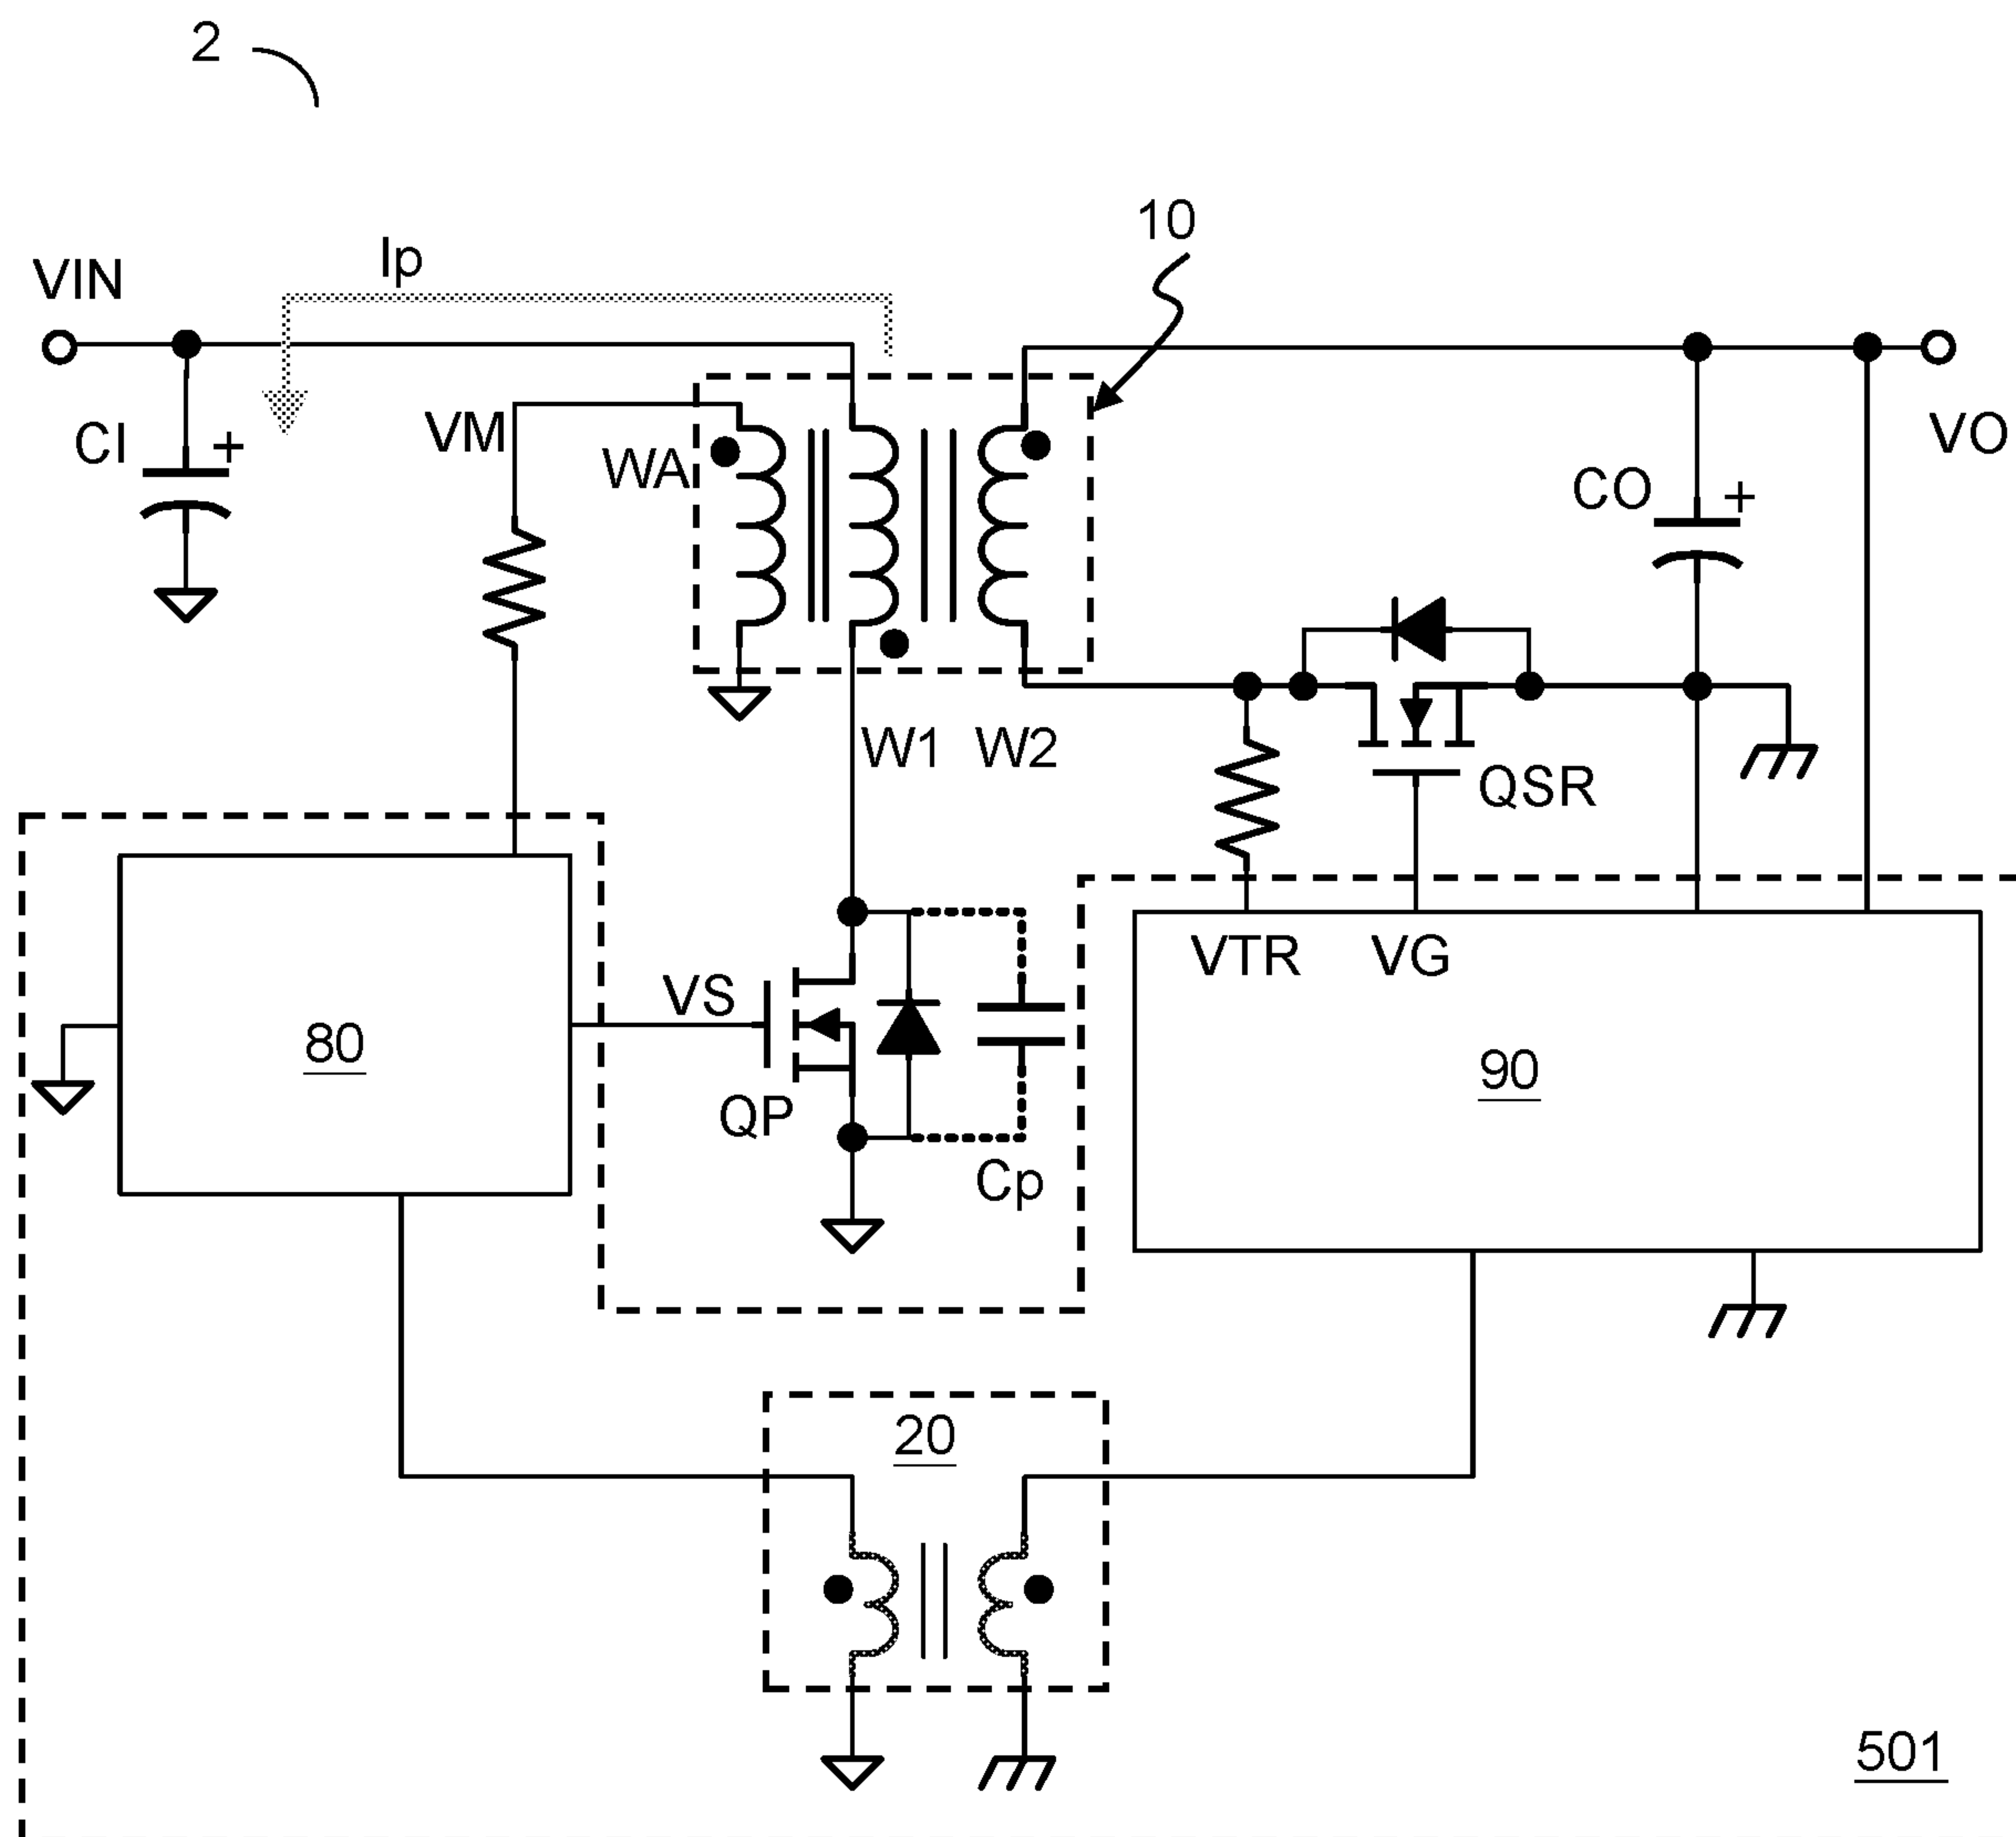 2
10
Ip
VIN
CI +
VM
WA
VO
CO +
W1 W2
QSR
VTR VG
VS
80
90
QP
Cp
20
501